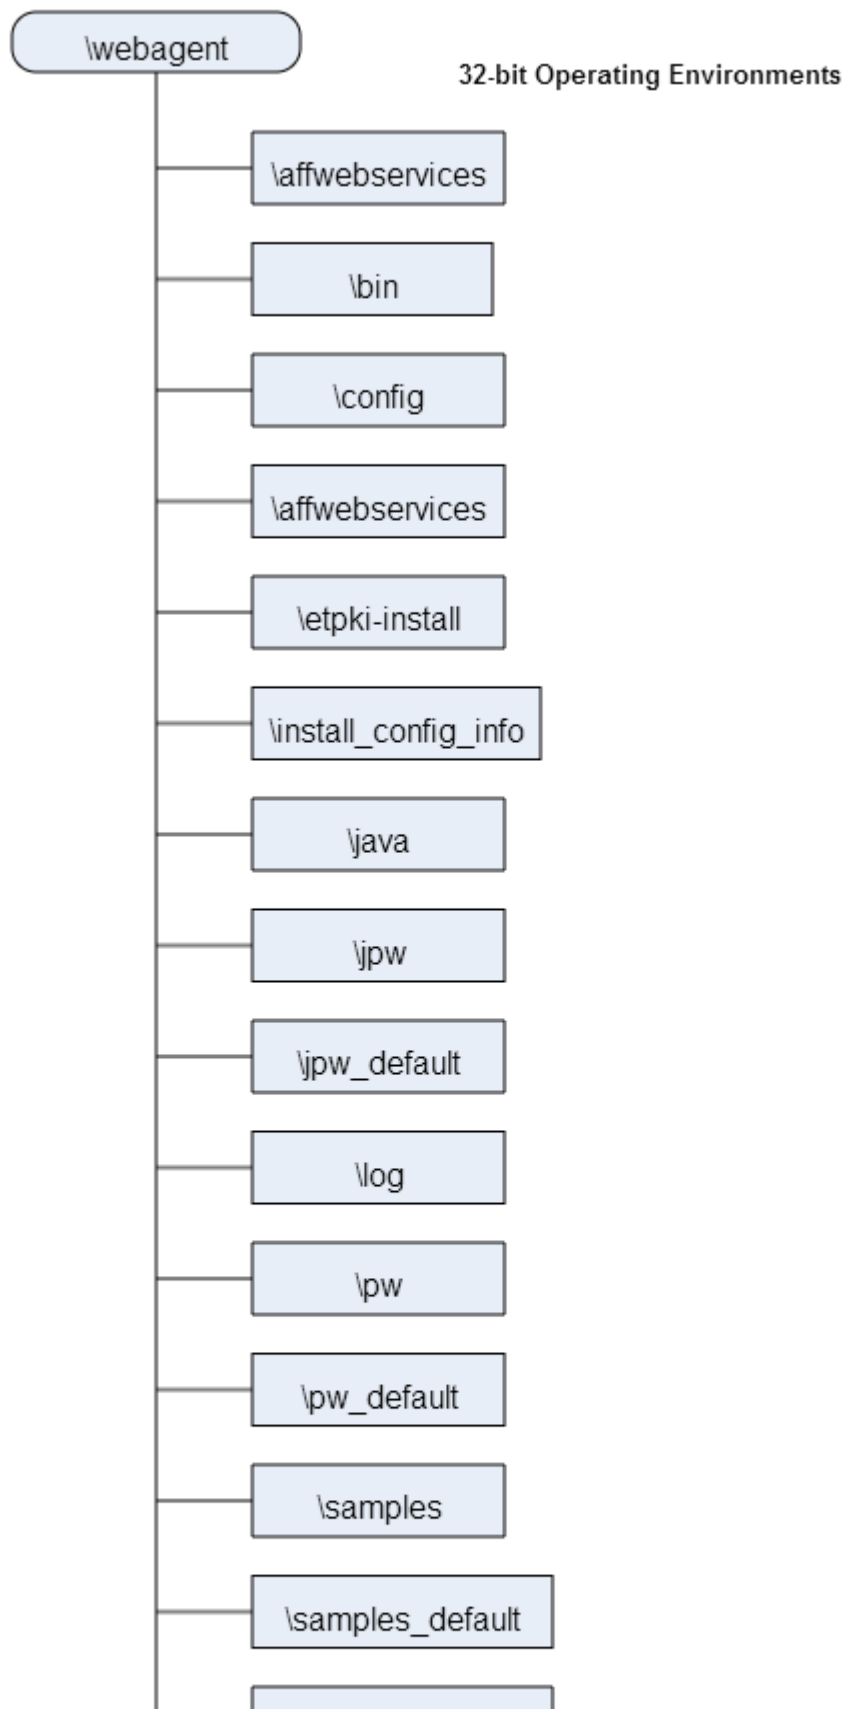 \webagent
32-bit Operating Environments
\affwebservices
\bin
\config
\affwebservices
\etpki-install
\install_config_info
\java
\jpw
\jpw_default
\log
\pw
\pw_default
\samples
\samples_default